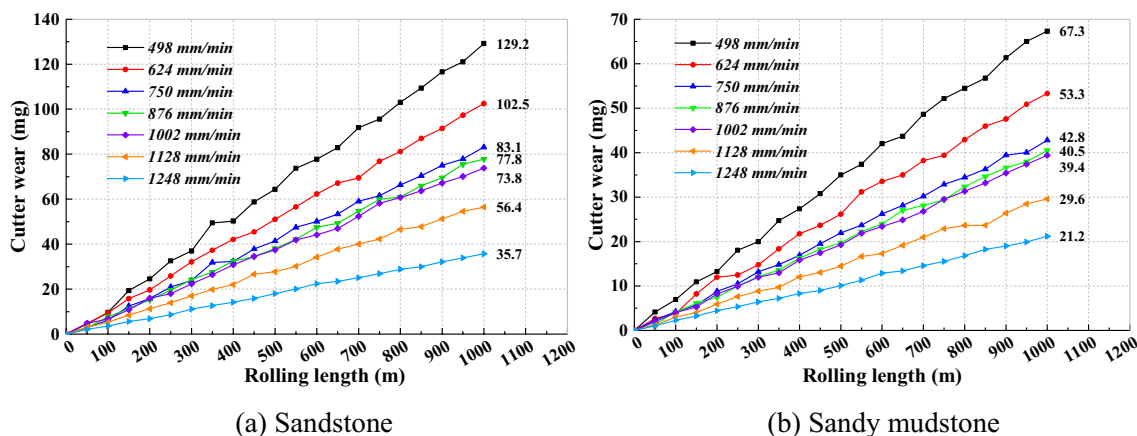 140
120
100
80
60
40
20
0
Cutter wear (mg)
498 mm/min
624 mm/min
750 mm/min
876 mm/min
1002 mm/min
1128 mm/min
1248 mm/min
129.2
102.5
83.1
77.8
73.8
56.4
35.7
0 100 200 300 400 500 600 700 800 900 1000 1100 1200
Rolling length (m)
(a) Sandstone
70
60
50
40
30
20
10
0
Cutter wear (mg)
498 mm/min
624 mm/min
750 mm/min
876 mm/min
1002 mm/min
1128 mm/min
1248 mm/min
67.3
53.3
42.8
40.5
39.4
29.6
21.2
0 100 200 300 400 500 600 700 800 900 1000 1100 1200
Rolling length (m)
(b) Sandy mudstone